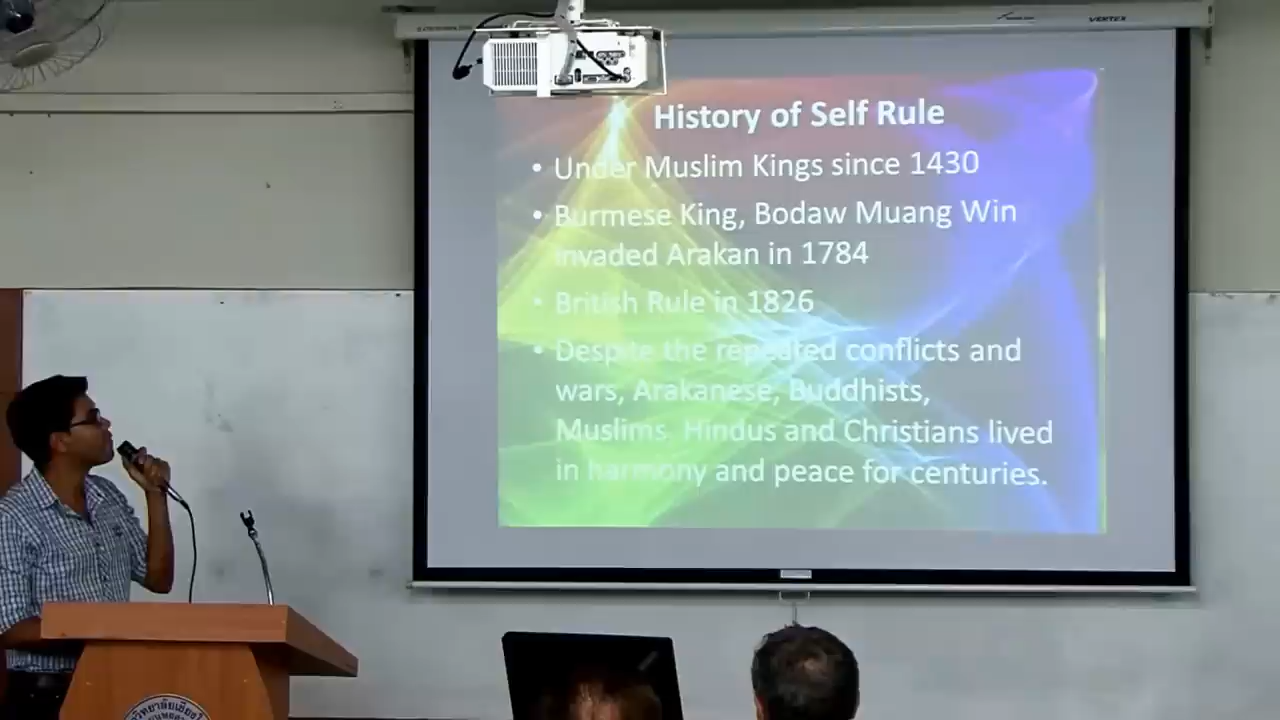 VERTEX
History of Self Rule
• Under Muslim Kings since 1430
• Burmese King, Bodaw Muang Win
invaded Arakan in 1784
• British Rule in 1826
• Despite the repeated conflicts and
wars, Arakanese, Buddhists,
Muslims, Hindus and Christians lived
in harmony and peace for centuries.